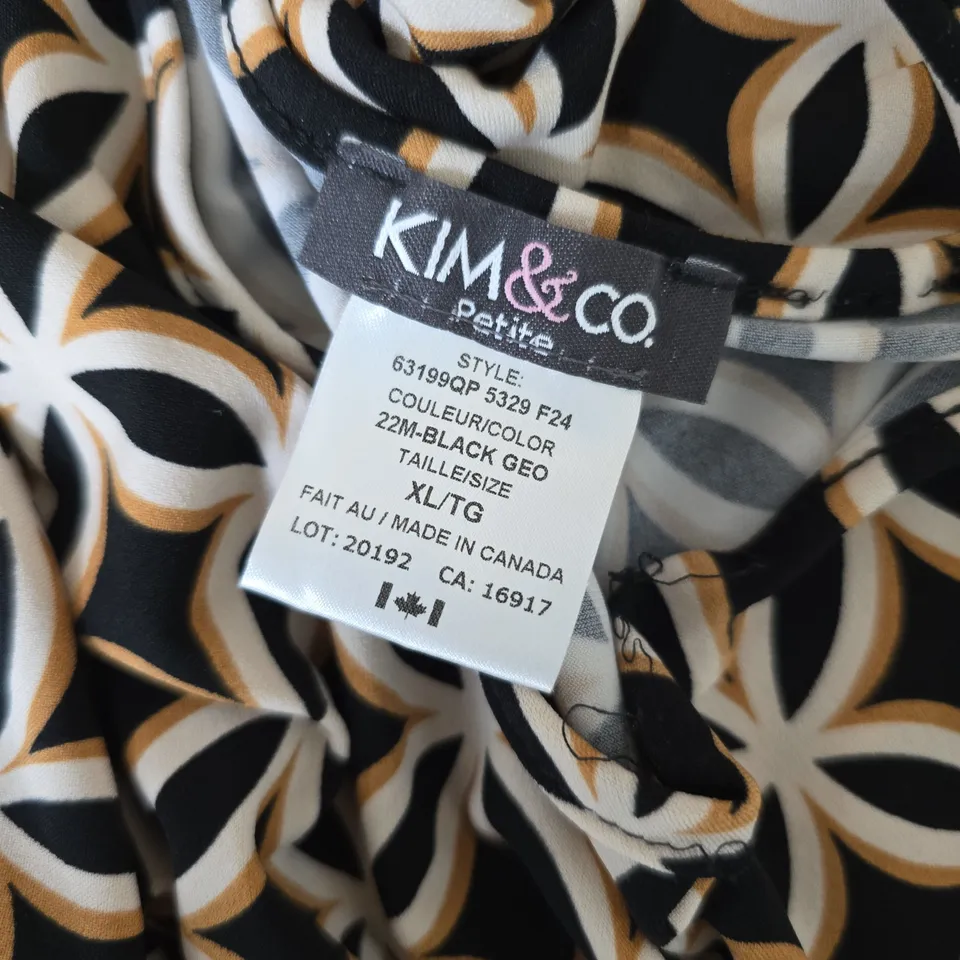 KIM&CO.
Petite
STYLE:
63199QP 5329 F24
COULEUR/COLOR
22M-BLACK GEO
TAILLE/SIZE
XL/TG
FAIT AU / MADE IN CANADA
LOT: 20192 CA: 16917